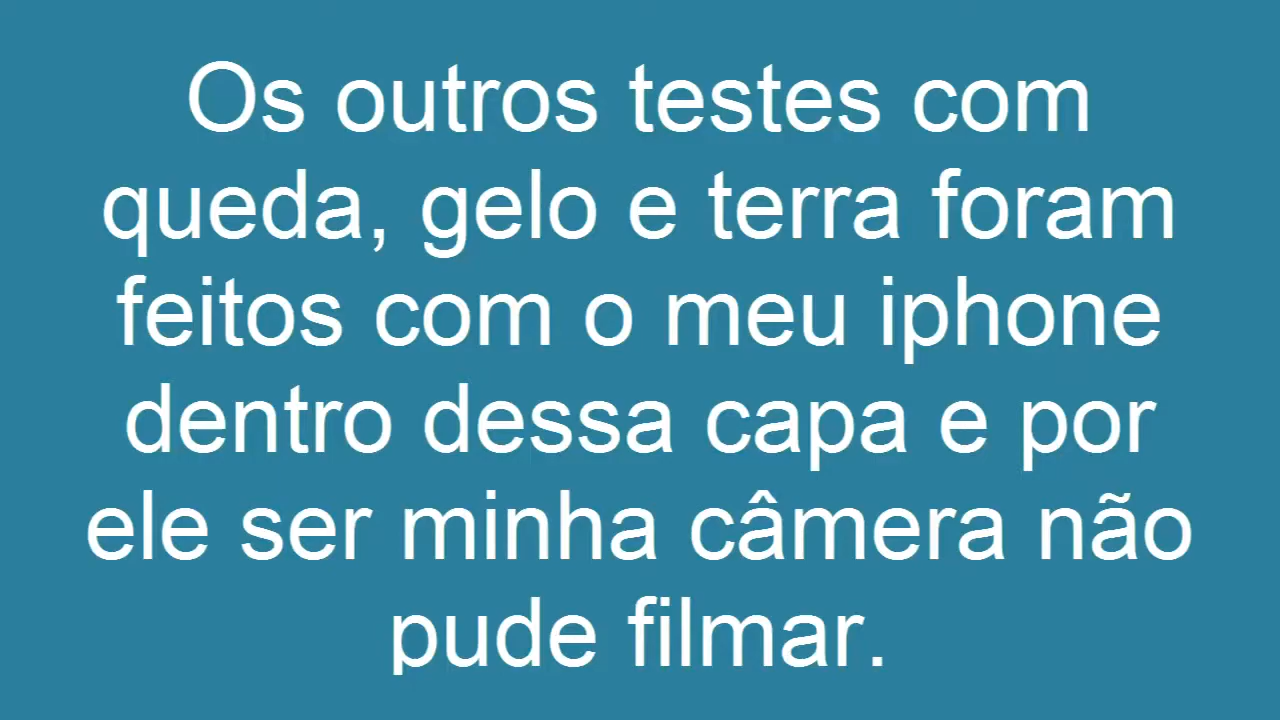 Os outros testes com
queda, gelo e terra foram
feitos com o meu iphone
dentro dessa capa e por
ele ser minha câmera não
pude filmar.